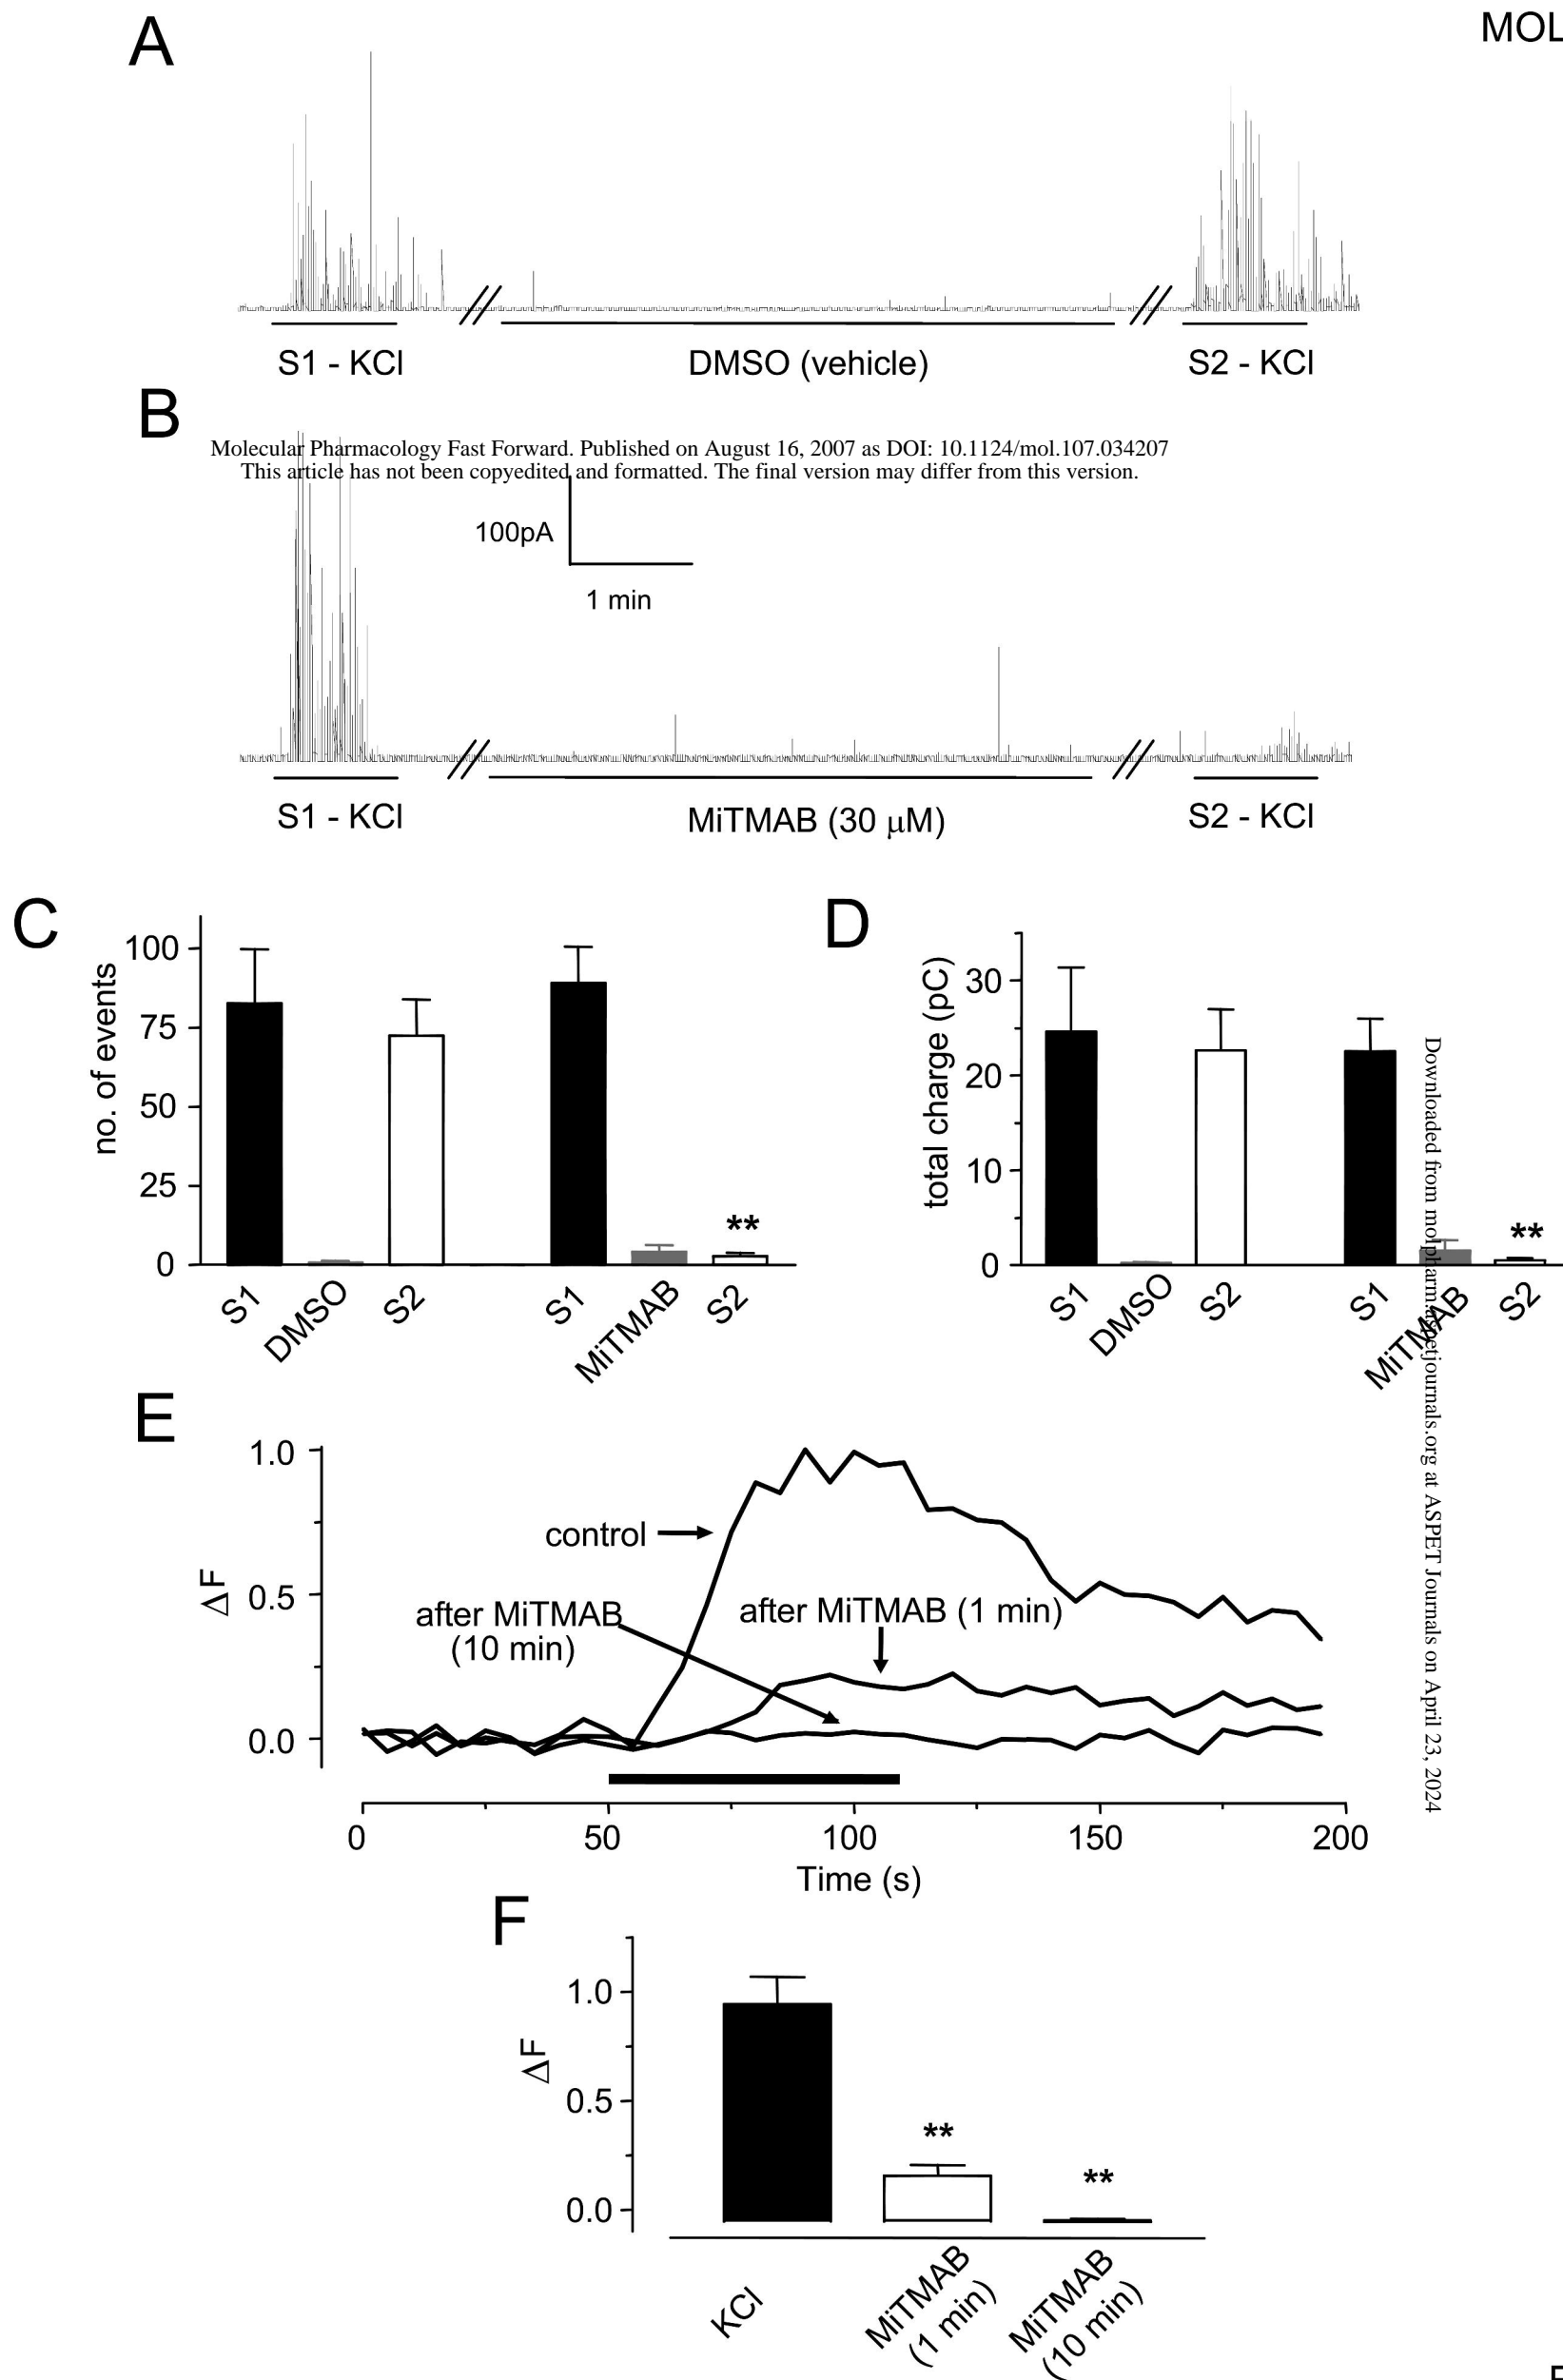 A
MOL
S1 - KCl
DMSO (vehicle)
S2 - KCl
B
Molecular Pharmacology Fast Forward. Published on August 16, 2007 as DOI: 10.1124/mol.107.034207
This article has not been copyedited and formatted. The final version may differ from this version.
100pA
1 min
S1 - KCl
MiTMAB (30 μM)
S2 - KCl
C
no. of events
100
75
50
25
0
**
S1
DMSO
S2
S1
MiTMAB
S2
D
total charge (pC)
30
20
10
0
**
S1
DMSO
S2
S1
MiTMAB
S2
Downloaded from molpharm.aspetjournals.org at ASPET Journals on April 23, 2024
E
ΔF
1.0
0.5
0.0
control
after MiTMAB
(10 min)
after MiTMAB (1 min)
0
50
100
150
200
Time (s)
F
ΔF
1.0
0.5
0.0
**
**
KCl
MiTMAB
(1 min)
MiTMAB
(10 min)